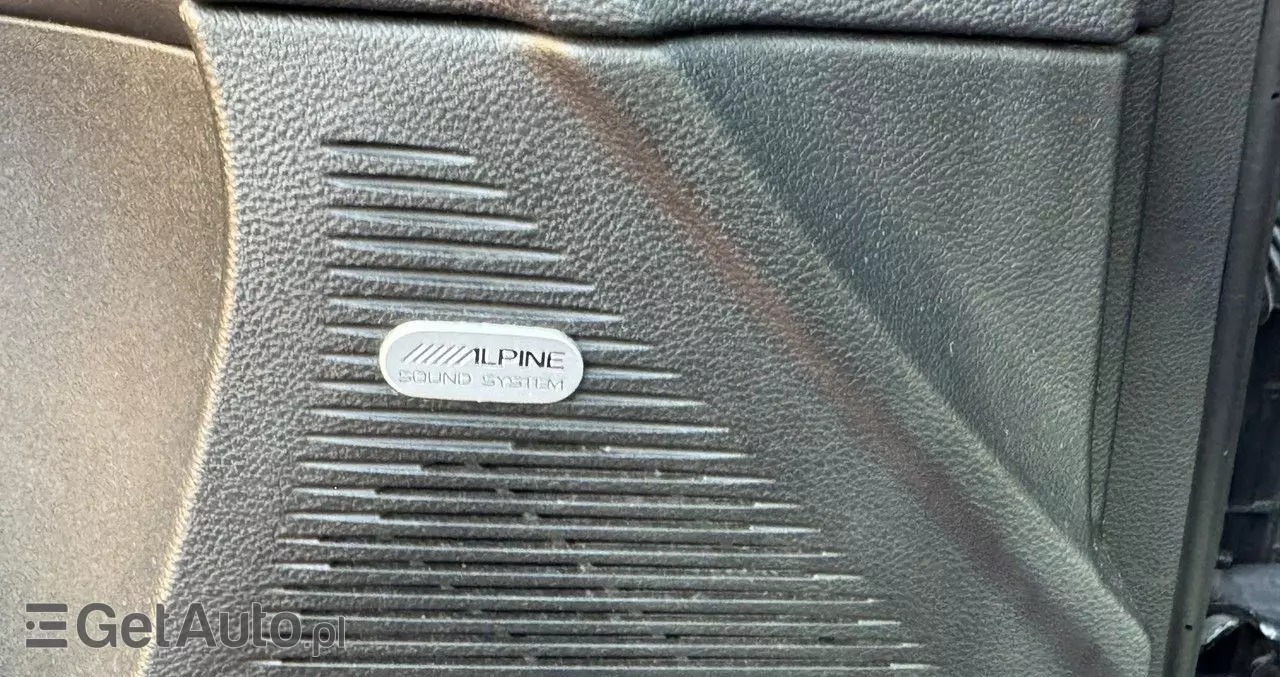 ALPINE
SOUND SYSTEM
GetAuto.pl